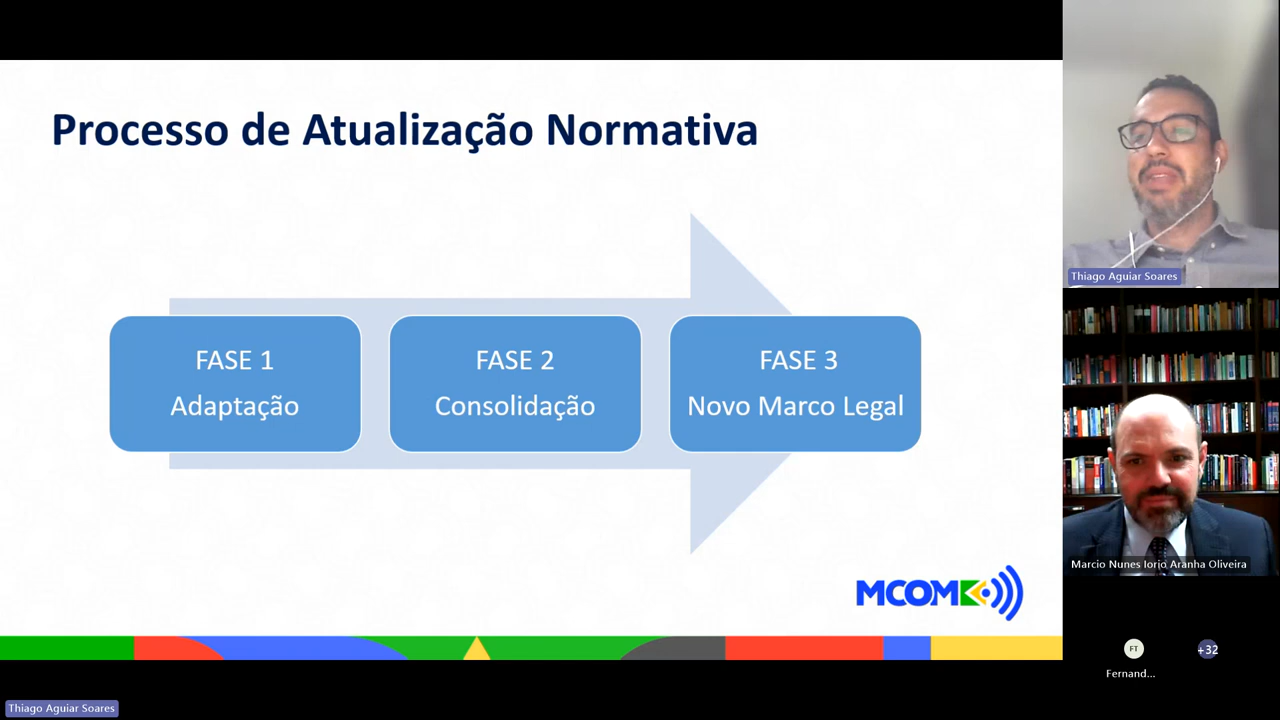 Processo de Atualização Normativa
FASE 1
Adaptação
FASE 2
Consolidação
FASE 3
Novo Marco Legal
MCOM
Thiago Aguiar Soares
Marcio Nunes Iorio Aranha Oliveira
FT
Fernand...
+32
Thiago Aguiar Soares